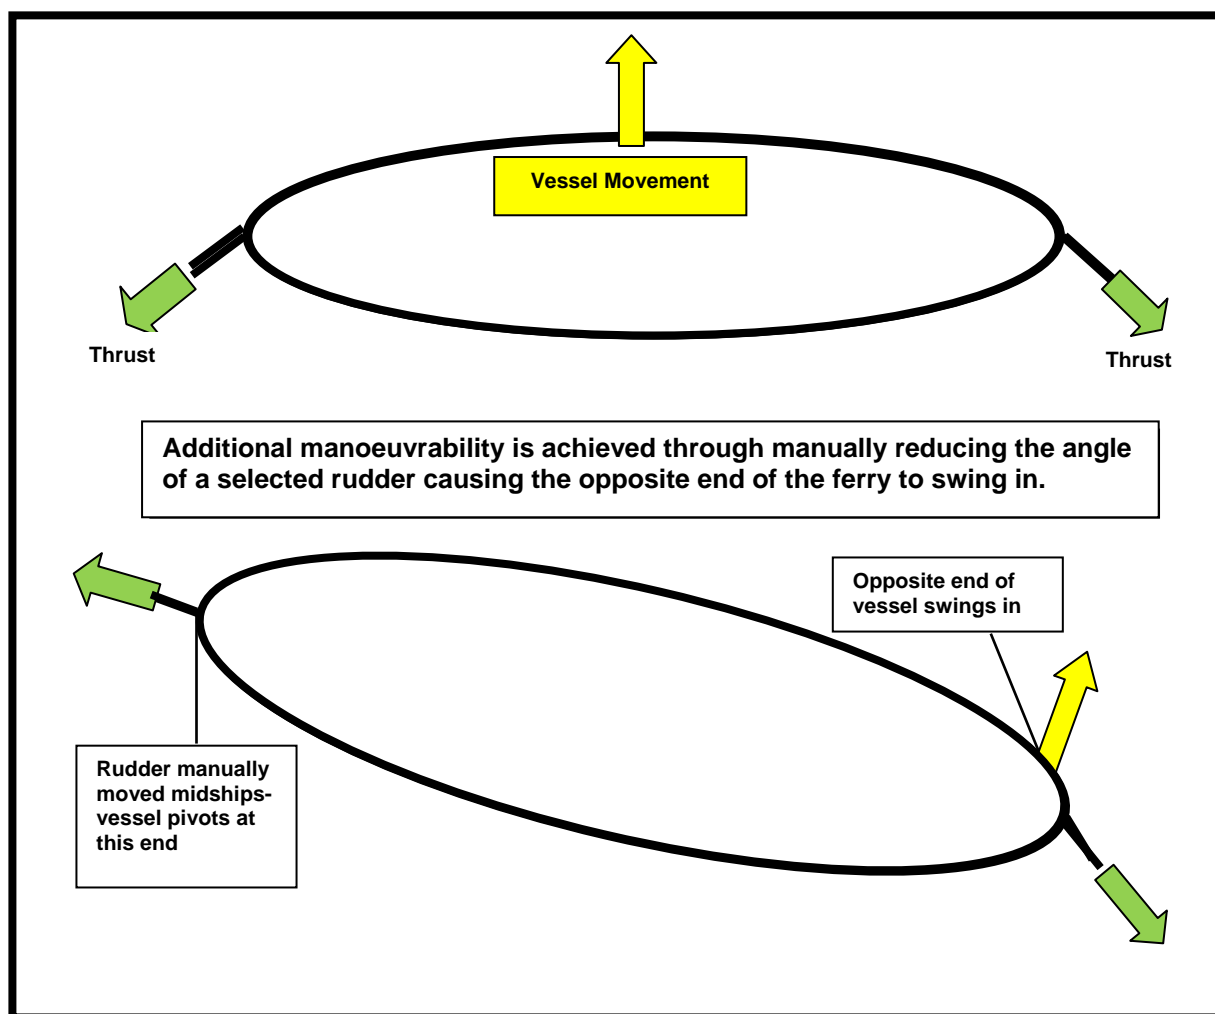 Vessel Movement
Thrust
Thrust
Additional manoeuvrability is achieved through manually reducing the angle
of a selected rudder causing the opposite end of the ferry to swing in.
Opposite end of
vessel swings in
Rudder manually
moved midships-
vessel pivots at
this end